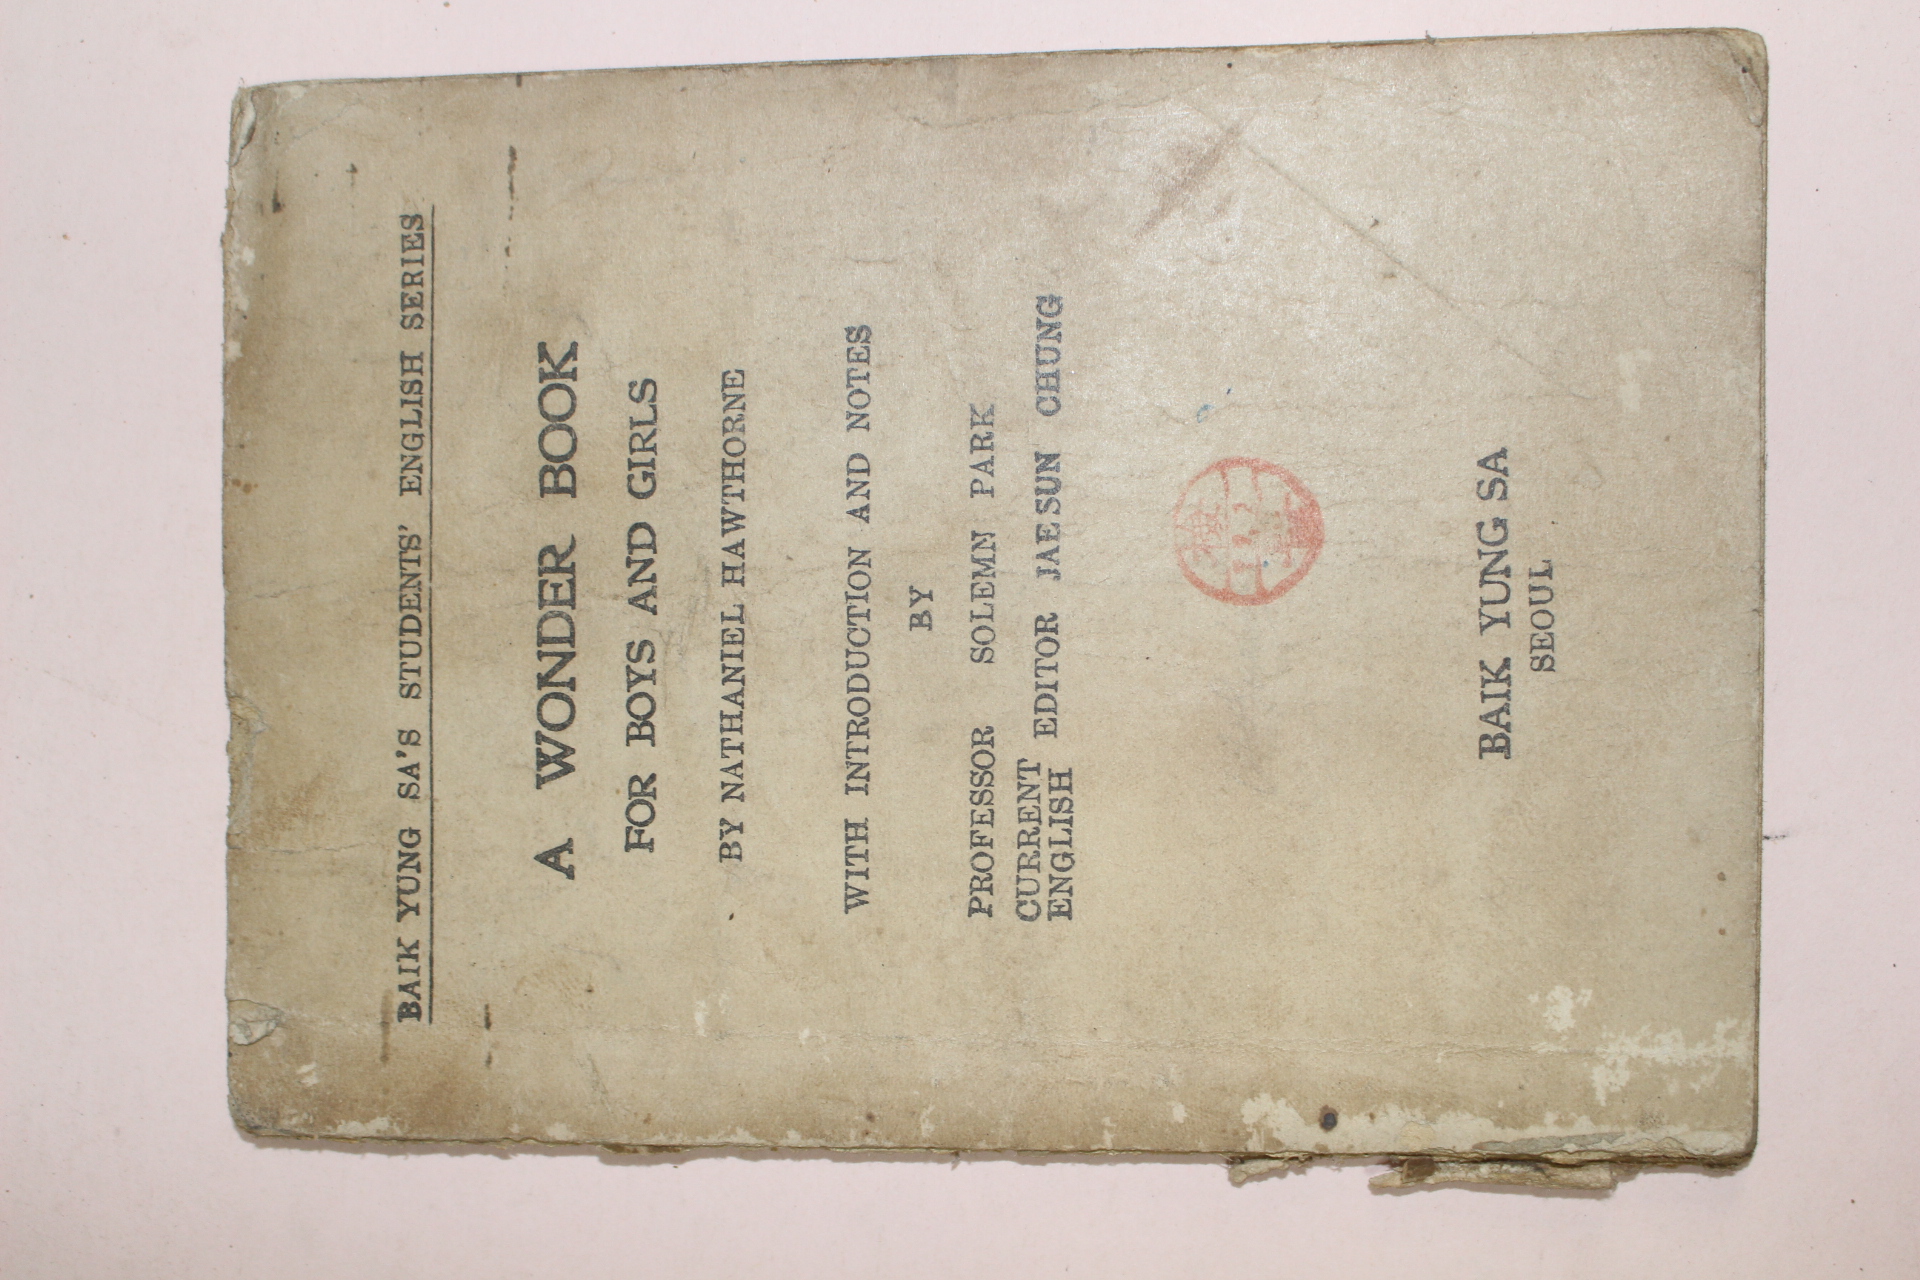 BAIK YUNG SA'S STUDENTS' ENGLISH SERIES
A WONDER BOOK
FOR BOYS AND GIRLS
BY NATHANIEL HAWTHORNE
WITH INTRODUCTION AND NOTES
BY
PROFESSOR SOLEMN PARK
CURRENT
ENGLISH EDITOR JAESUN CHUNG
BAIK YUNG SA
SEOUL